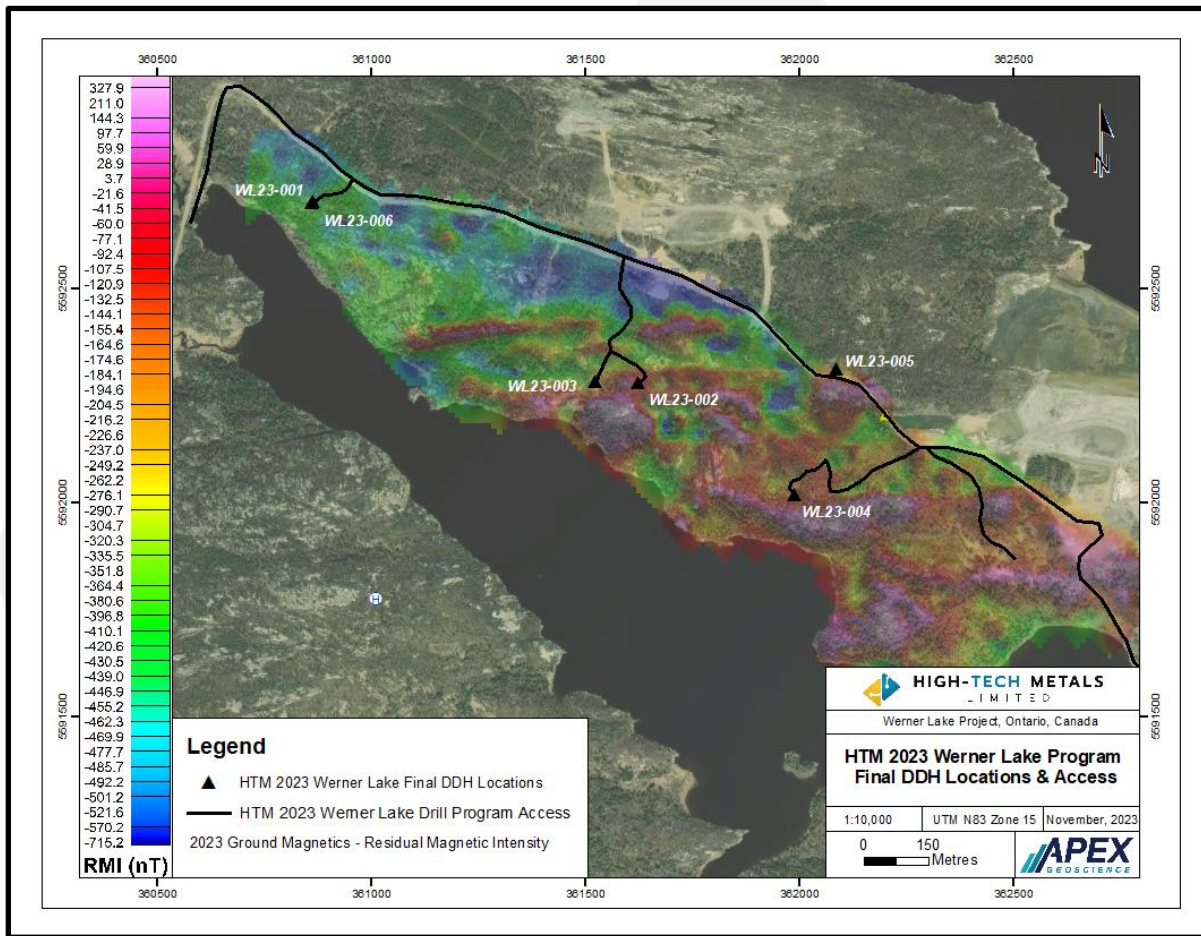 360500 361000 361500 362000 362500
327.9
211.0
144.3
97.7
59.9
28.9
3.7
-21.6
-41.5
-60.0
-77.1
-92.4
-107.5
-120.9
-132.5
-144.1
-155.4
-164.6
-174.6
-184.1
-194.6
-204.5
-216.2
-226.6
-237.0
-249.2
-262.2
-276.1
-290.7
-304.7
-320.3
-335.5
-351.8
-364.4
-380.6
-396.8
-410.1
-420.6
-430.5
-439.0
-446.9
-455.2
-462.3
-469.9
-477.7
-485.7
-492.2
-501.2
-521.6
-570.2
-715.2
RMI (nT)
5592500
5592000
5591500
N
WL23-001
WL23-006
WL23-005
WL23-003
WL23-002
WL23-004
H
5592500
5592000
5591500
Legend
HTM 2023 Werner Lake Final DDH Locations
HTM 2023 Werner Lake Drill Program Access
2023 Ground Magnetics - Residual Magnetic Intensity
HIGH-TECH METALS
LIMITED
Werner Lake Project, Ontario, Canada
HTM 2023 Werner Lake Program
Final DDH Locations & Access
1:10,000 UTM N83 Zone 15 November, 2023
0 150
Metres
APEX
GEOSCIENCE
360500 361000 361500 362000 362500